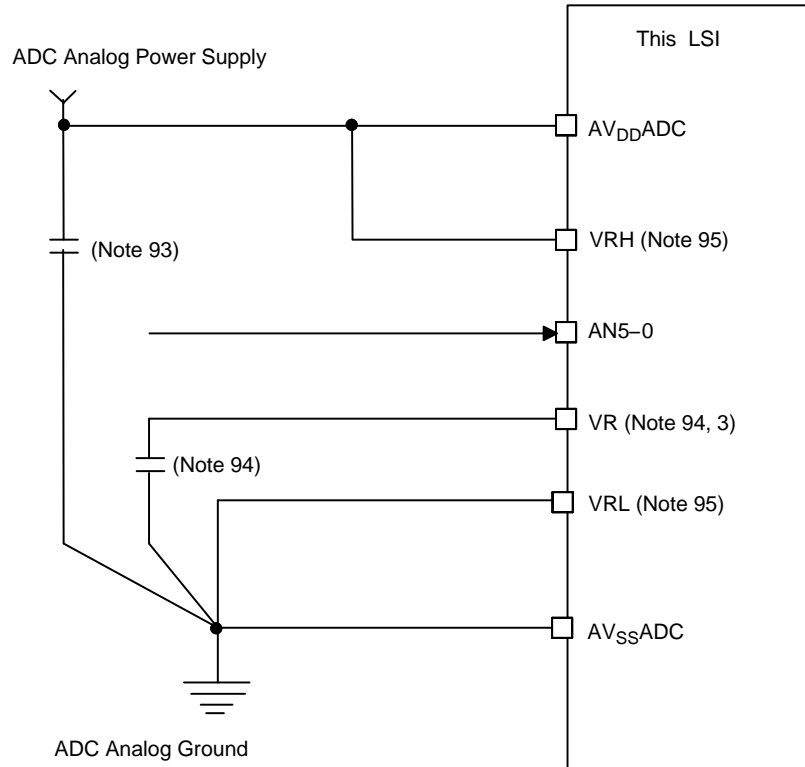 This LSI
ADC Analog Power Supply
AVDDADC
VRH (Note 95)
(Note 93)
AN5–0
VR (Note 94, 3)
(Note 94)
VRL (Note 95)
AVSSADC
ADC Analog Ground